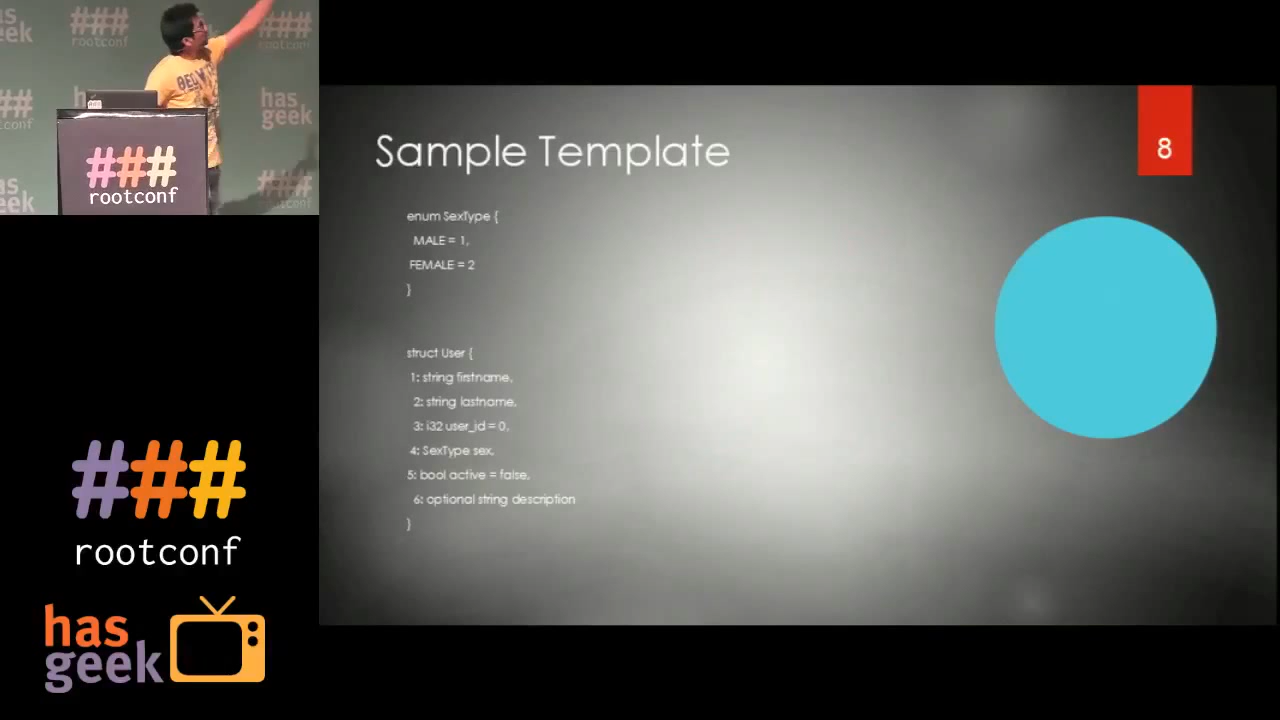 ###
rootconf
has
geek
###
rootconf
Sample Template
8
enum SexType {
MALE = 1,
FEMALE = 2
}
struct User {
1: string firstname,
2: string lastname,
3: i32 user_id = 0,
4: SexType sex,
5: bool active = false,
6: optional string description
}
###
rootconf
has
geek